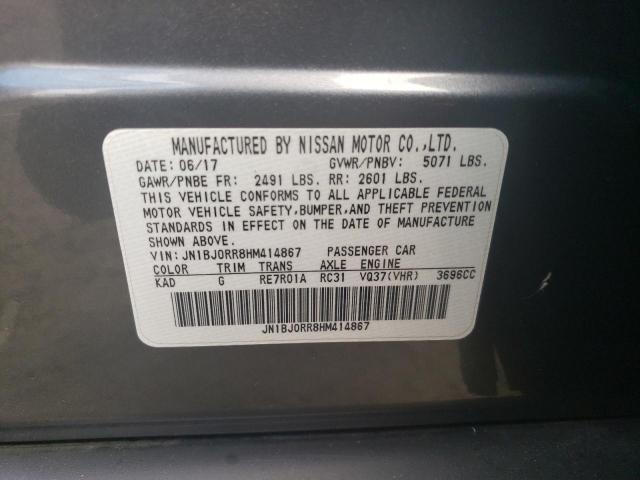 MANUFACTURED BY NISSAN MOTOR CO.,LTD.
DATE: 06/17 GVWR/PNBV: 5071 LBS.
GAWR/PNBE FR: 2491 LBS. RR: 2601 LBS.
THIS VEHICLE CONFORMS TO ALL APPLICABLE FEDERAL
MOTOR VEHICLE SAFETY,BUMPER,AND THEFT PREVENTION
STANDARDS IN EFFECT ON THE DATE OF MANUFACTURE
SHOWN ABOVE.
VIN:JN1BJ0RR8HM414867 PASSENGER CAR
COLOR TRIM TRANS AXLE ENGINE
KAD G RE7R01A RC31 VQ37(VHR) 3696CC
JN1BJ0RR8HM414867